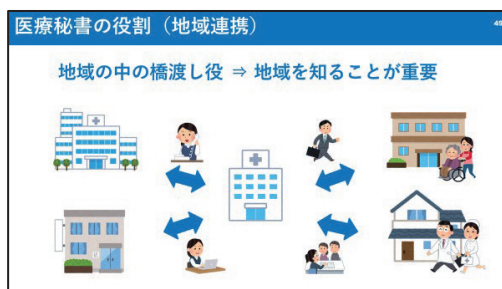 医療秘書の役割（地域連携）
40
地域の中の橋渡し役 ⇒ 地域を知ることが重要